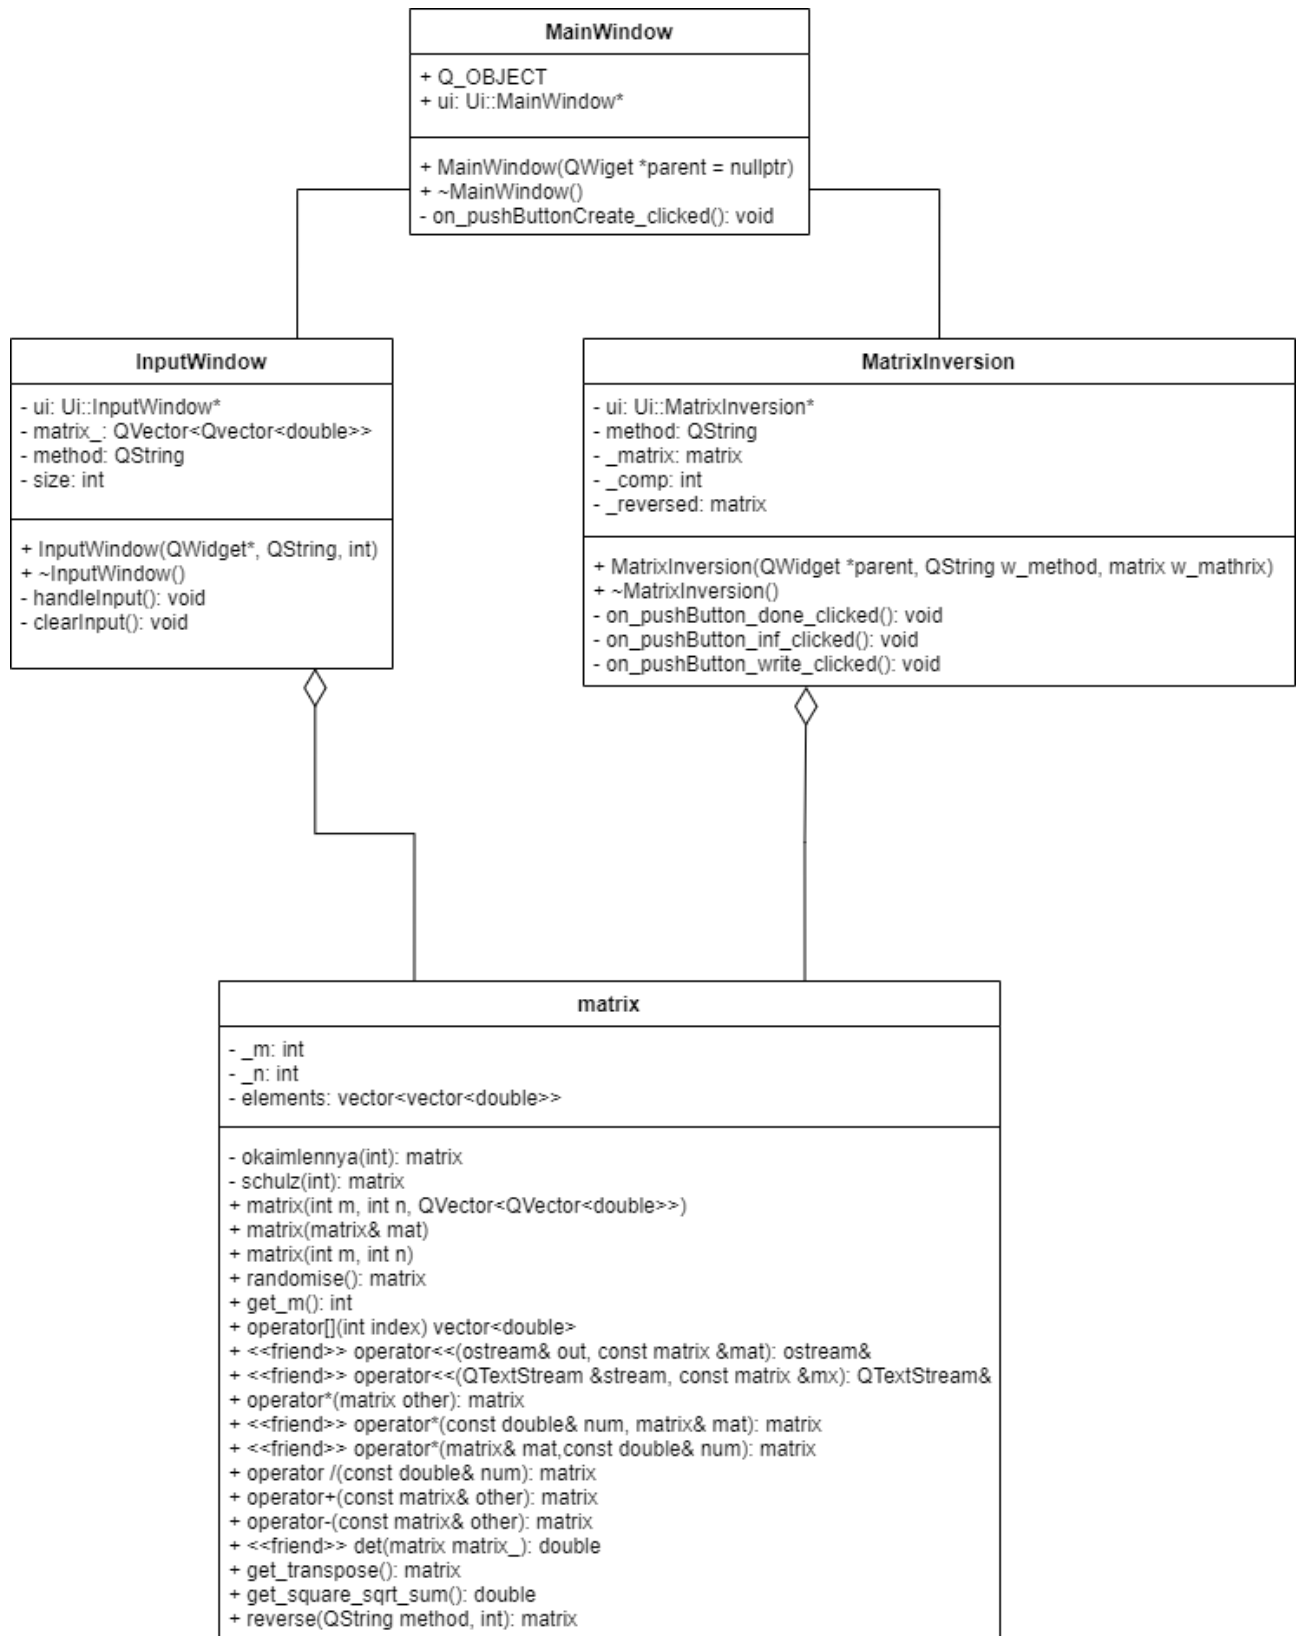 MainWindow
+ Q_OBJECT
+ ui: Ui::MainWindow*
+ MainWindow(QWiget *parent = nullptr)
+ ~MainWindow()
- on_pushButtonCreate_clicked(): void
InputWindow
- ui: Ui::InputWindow*
- matrix_: QVector<Qvector<double>>
- method: QString
- size: int
+ InputWindow(QWidget*, QString, int)
+ ~InputWindow()
- handleInput(): void
- clearInput(): void
MatrixInversion
- ui: Ui::MatrixInversion*
- method: QString
- _matrix: matrix
- _comp: int
- _reversed: matrix
+ MatrixInversion(QWidget *parent, QString w_method, matrix w_mathrix)
+ ~MatrixInversion()
- on_pushButton_done_clicked(): void
- on_pushButton_inf_clicked(): void
- on_pushButton_write_clicked(): void
matrix
- _m: int
- _n: int
- elements: vector<vector<double>>
- okaimlennya(int): matrix
- schulz(int): matrix
+ matrix(int m, int n, QVector<QVector<double>>)
+ matrix(matrix& mat)
+ matrix(int m, int n)
+ randomise(): matrix
+ get_m(): int
+ operator[](int index) vector<double>
+ <<friend>> operator<<(ostream& out, const matrix &mat): ostream&
+ <<friend>> operator<<(QTextStream &stream, const matrix &mx): QTextStream&
+ operator*(matrix other): matrix
+ <<friend>> operator*(const double& num, matrix& mat): matrix
+ <<friend>> operator*(matrix& mat,const double& num): matrix
+ operator /(const double& num): matrix
+ operator+(const matrix& other): matrix
+ operator-(const matrix& other): matrix
+ <<friend>> det(matrix matrix_): double
+ get_transpose(): matrix
+ get_square_sqrt_sum(): double
+ reverse(QString method, int): matrix